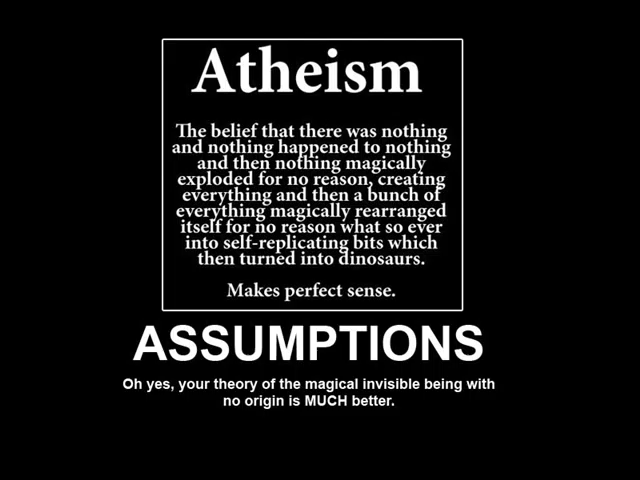 Atheism
The belief that there was nothing
and nothing happened to nothing
and then nothing magically
exploded for no reason, creating
everything and then a bunch of
everything magically rearranged
itself for no reason what so ever
into self-replicating bits which
then turned into dinosaurs.
Makes perfect sense.
ASSUMPTIONS
Oh yes, your theory of the magical invisible being with
no origin is MUCH better.